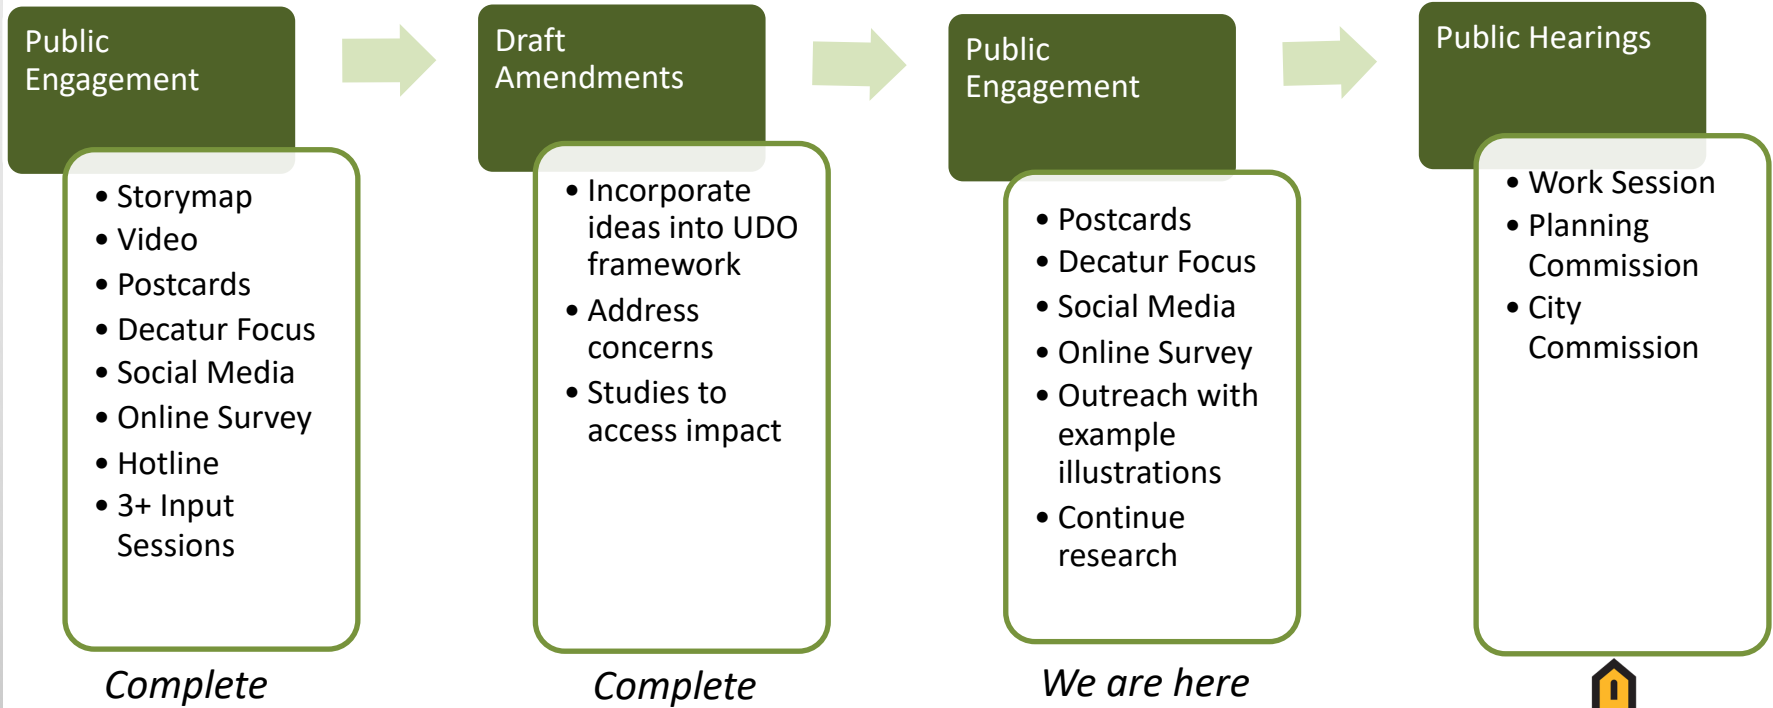 Public
Engagement
• Storymap
• Video
• Postcards
• Decatur Focus
• Social Media
• Online Survey
• Hotline
• 3+ Input
Sessions
Complete
Draft
Amendments
• Incorporate
ideas into UDO
framework
• Address
concerns
• Studies to
access impact
Complete
Public
Engagement
• Postcards
• Decatur Focus
• Social Media
• Online Survey
• Outreach with
example
illustrations
• Continue
research
We are here
Public Hearings
• Work Session
• Planning
Commission
• City
Commission